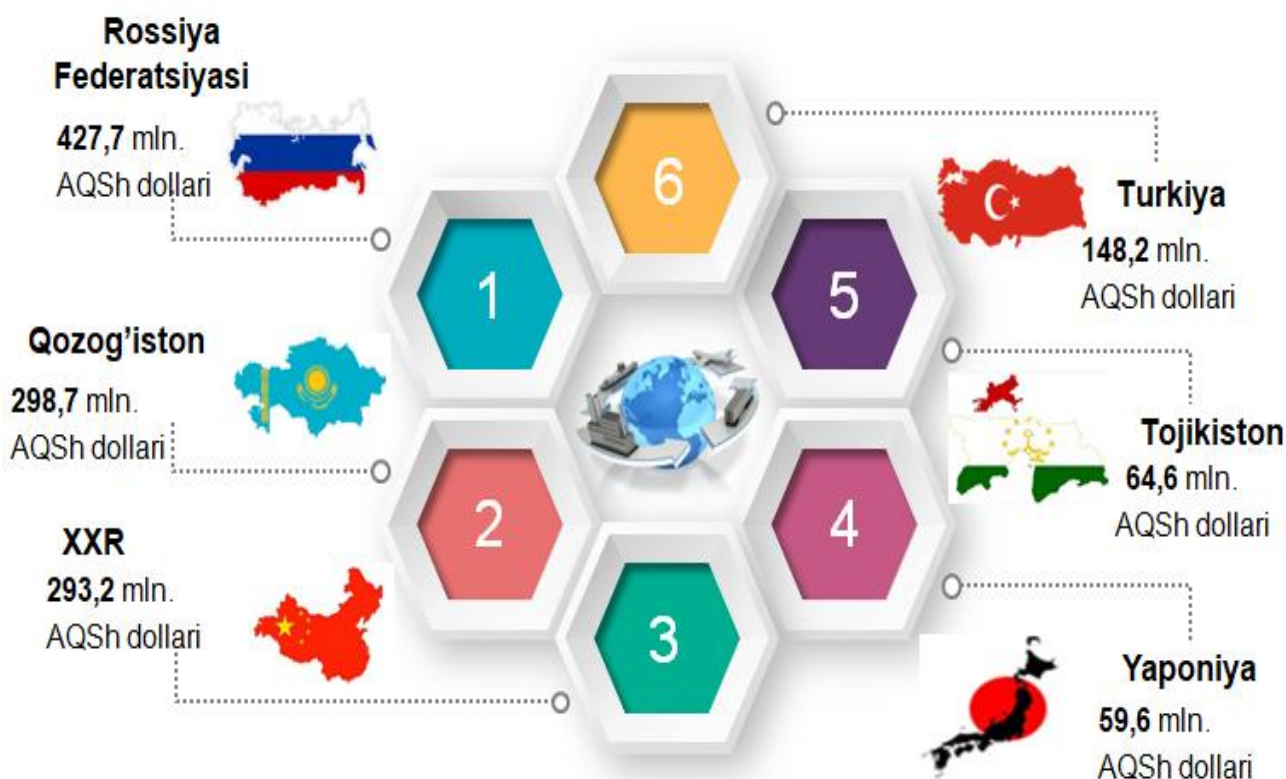 Rossiya
Federatsiyasi
427,7 mln.
AQSh dollari
Qozog’iston
298,7 mln.
AQSh dollari
XXR
293,2 mln.
AQSh dollari
6
1
5
2
4
3
Turkiya
148,2 mln.
AQSh dollari
Tojikiston
64,6 mln.
AQSh dollari
Yaponiya
59,6 mln.
AQSh dollari